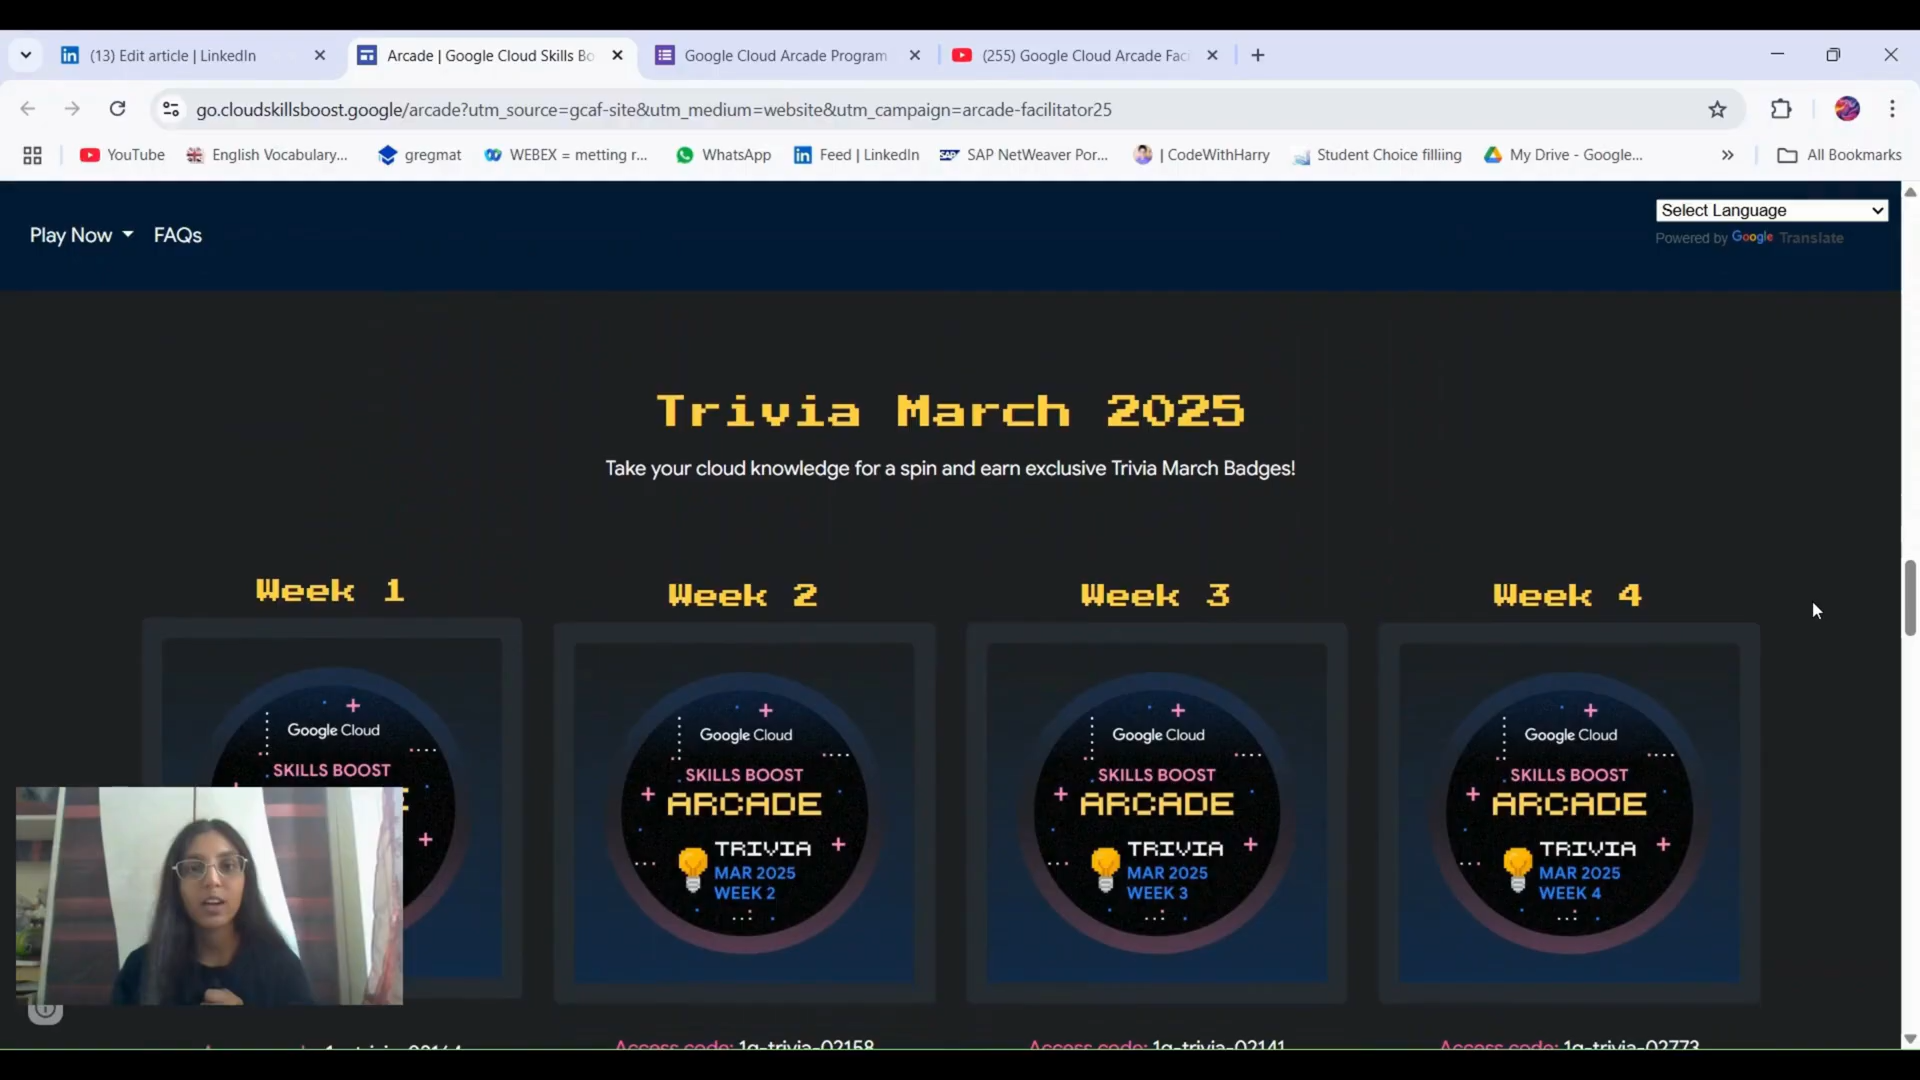 (13) Edit article | LinkedIn
Arcade | Google Cloud Skills Bo
Google Cloud Arcade Program
(255) Google Cloud Arcade Fac
go.cloudskillsboost.google/arcade?utm_source=gcaf-site&utm_medium=website&utm_campaign=arcade-facilitator25
YouTube
English Vocabulary...
gregmat
WEBEX = metting r...
WhatsApp
Feed | LinkedIn
SAP NetWeaver Por...
| CodeWithHarry
Student Choice filliing
My Drive - Google...
All Bookmarks
Play Now
FAQs
Select Language
Powered by Google Translate
Trivia March 2025
Take your cloud knowledge for a spin and earn exclusive Trivia March Badges!
Week 1
Week 2
Week 3
Week 4
Google Cloud
SKILLS BOOST
Google Cloud
SKILLS BOOST
ARCADE
TRIVIA
MAR 2025
WEEK 2
Google Cloud
SKILLS BOOST
ARCADE
TRIVIA
MAR 2025
WEEK 3
Google Cloud
SKILLS BOOST
ARCADE
TRIVIA
MAR 2025
WEEK 4
Access code: 1q-trivia-02158
Access code: 1q-trivia-02141
Access code: 1q-trivia-02773